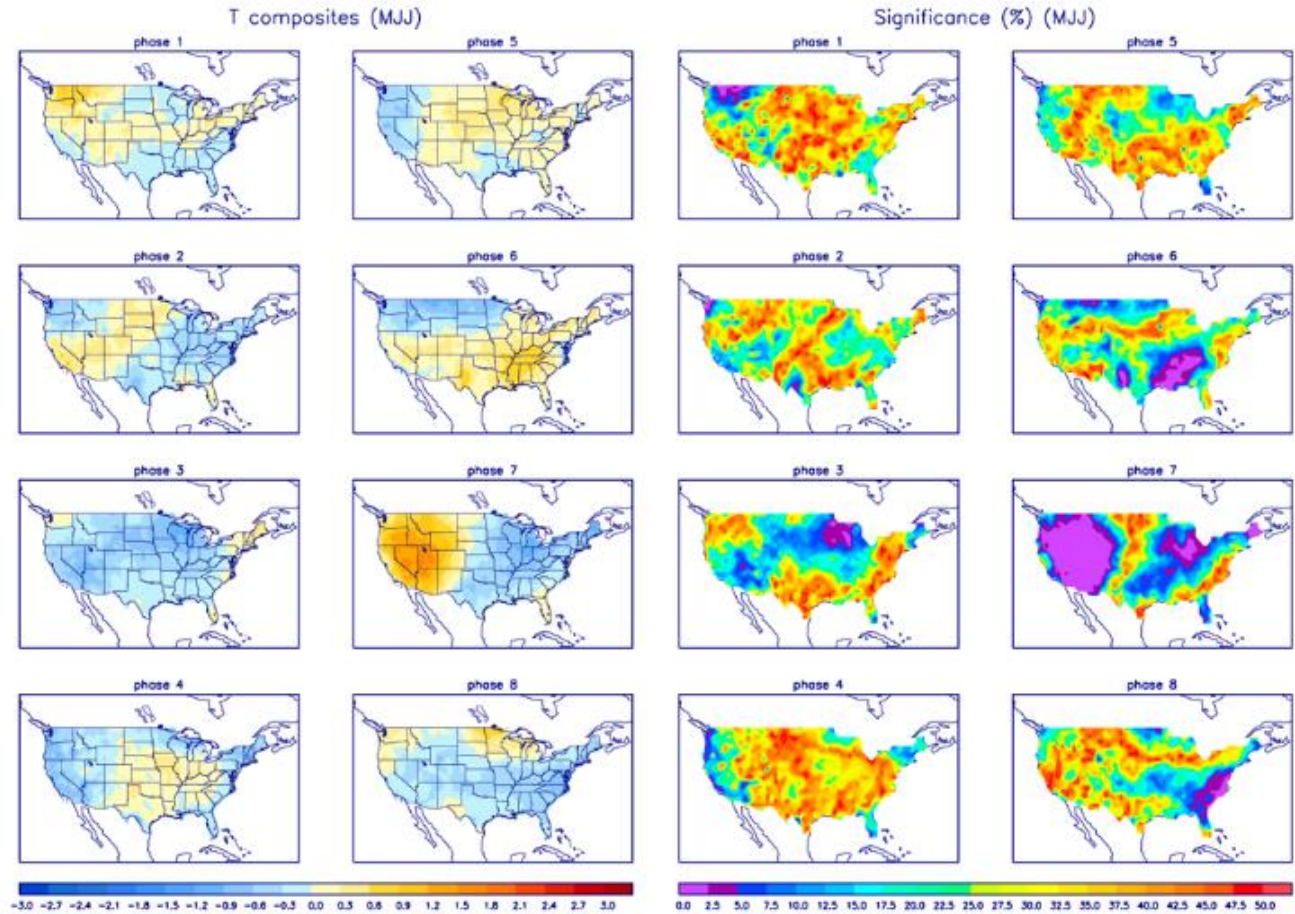 T composites (MJJ)
Significance (%) (MJJ)
phase 1
phase 5
phase 1
phase 5
phase 2
phase 6
phase 2
phase 6
phase 3
phase 7
phase 3
phase 7
phase 4
phase 8
phase 4
phase 8
-3.0 -2.7 -2.4 -2.1 -1.8 -1.5 -1.2 -0.9 -0.6 -0.3 0.0 0.3 0.6 0.9 1.2 1.5 1.8 2.1 2.4 2.7 3.0
0.0 2.5 5.0 7.5 10.0 12.5 15.0 17.5 20.0 22.5 25.0 27.5 30.0 32.5 35.0 37.5 40.0 42.5 45.0 47.5 50.0